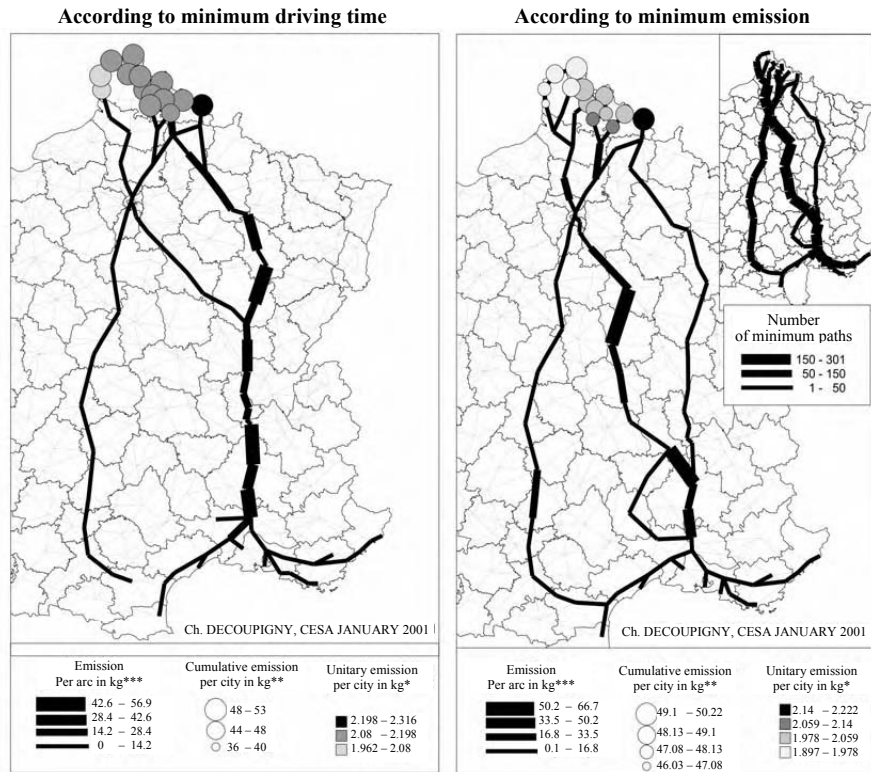 According to minimum driving time
According to minimum emission
Number
of minimum paths
150 - 301
50 - 150
1 - 50
Ch. DECOUPIGNY, CESA JANUARY 2001
Ch. DECOUPIGNY, CESA JANUARY 2001
Emission
Per arc in kg***
42.6 – 56.9
28.4 – 42.6
14.2 – 28.4
0 – 14.2
Cumulative emission
per city in kg**
48 – 53
44 – 48
36 – 40
Unitary emission
per city in kg*
2.198 – 2.316
2.08 – 2.198
1.962 – 2.08
Emission
Per arc in kg***
50.2 – 66.7
33.5 – 50.2
16.8 – 33.5
0.1 – 16.8
Cumulative emission
per city in kg**
49.1 – 50.22
48.13 – 49.1
47.08 – 48.13
46.03 – 47.08
Unitary emission
per city in kg*
2.14 – 2.222
2.059 – 2.14
1.978 – 2.059
1.897 – 1.978